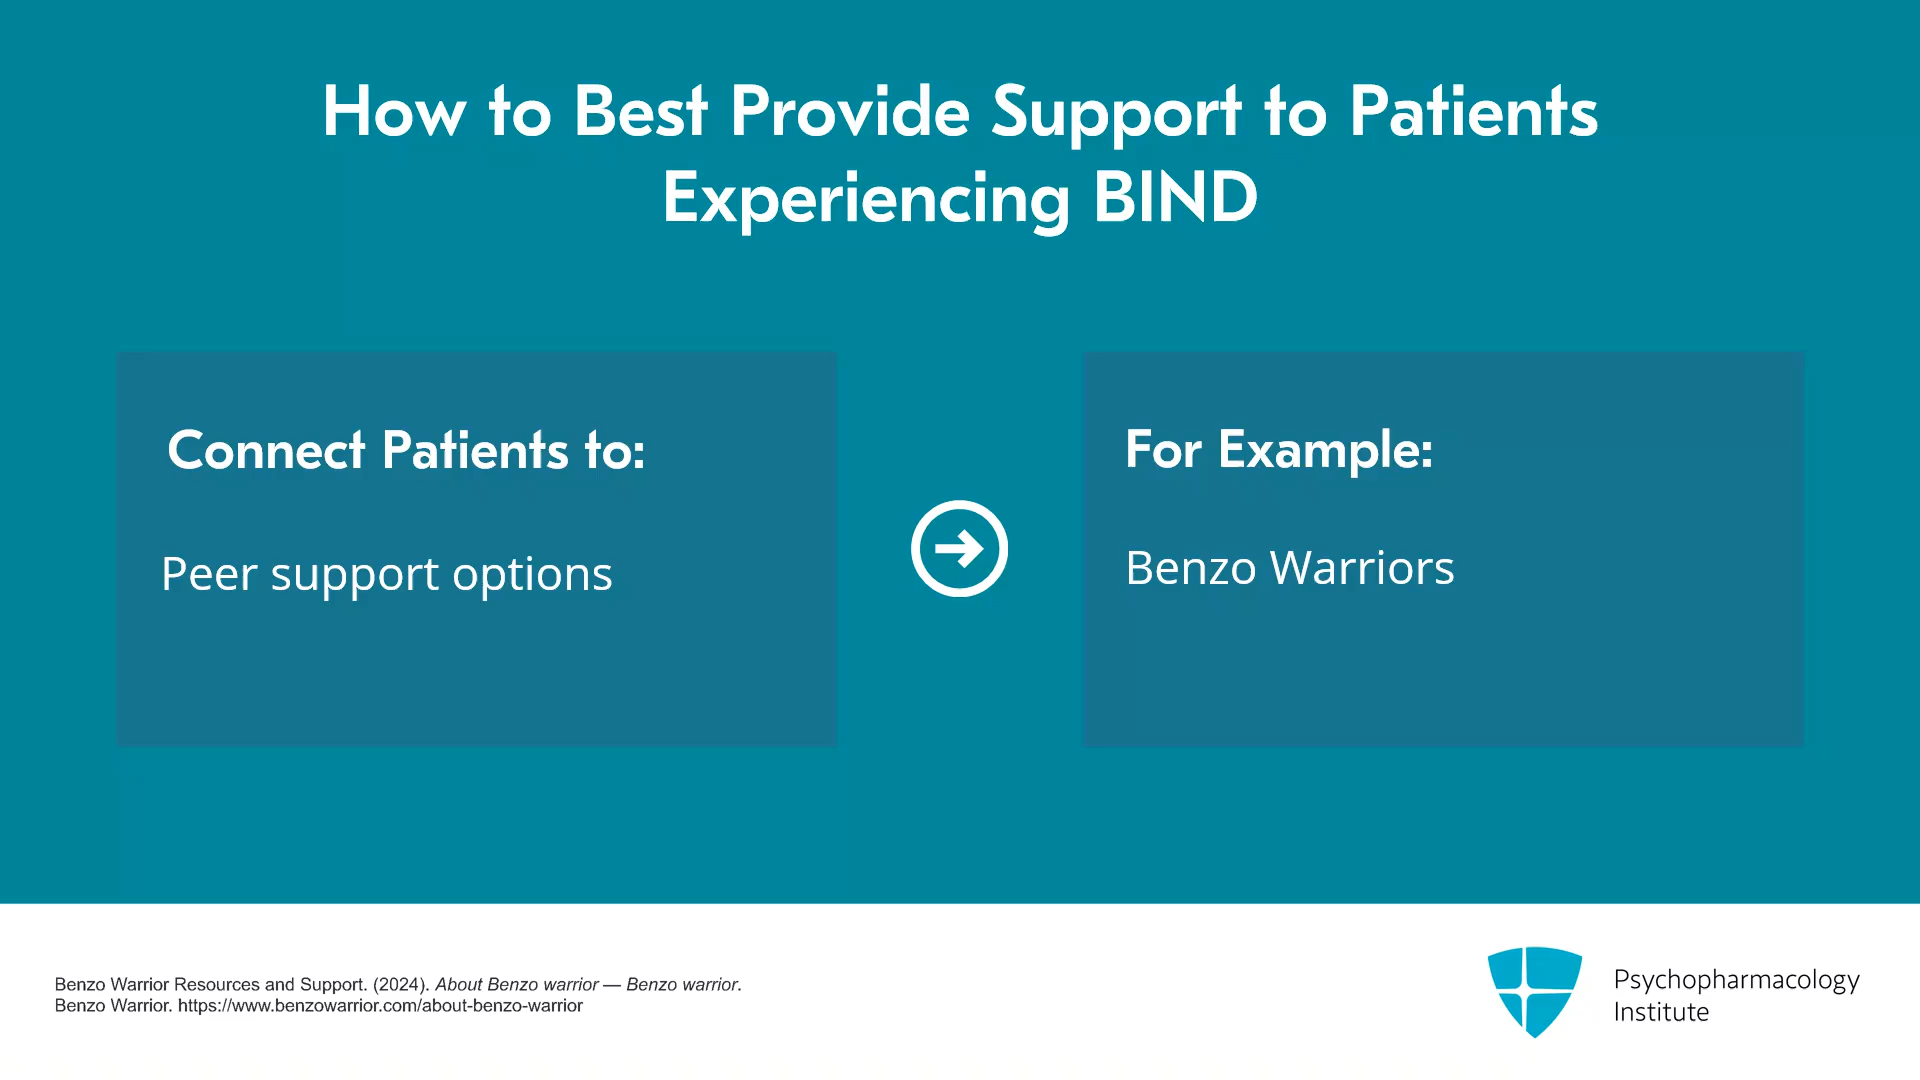 How to Best Provide Support to Patients
Experiencing BIND
Connect Patients to:
Peer support options
For Example:
Benzo Warriors
Benzo Warrior Resources and Support. (2024). About Benzo warrior — Benzo warrior.
Benzo Warrior. https://www.benzowarrior.com/about-benzo-warrior
Psychopharmacology
Institute